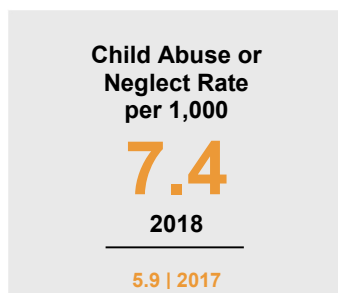 Child Abuse or
Neglect Rate
per 1,000
7.4
2018
5.9 | 2017